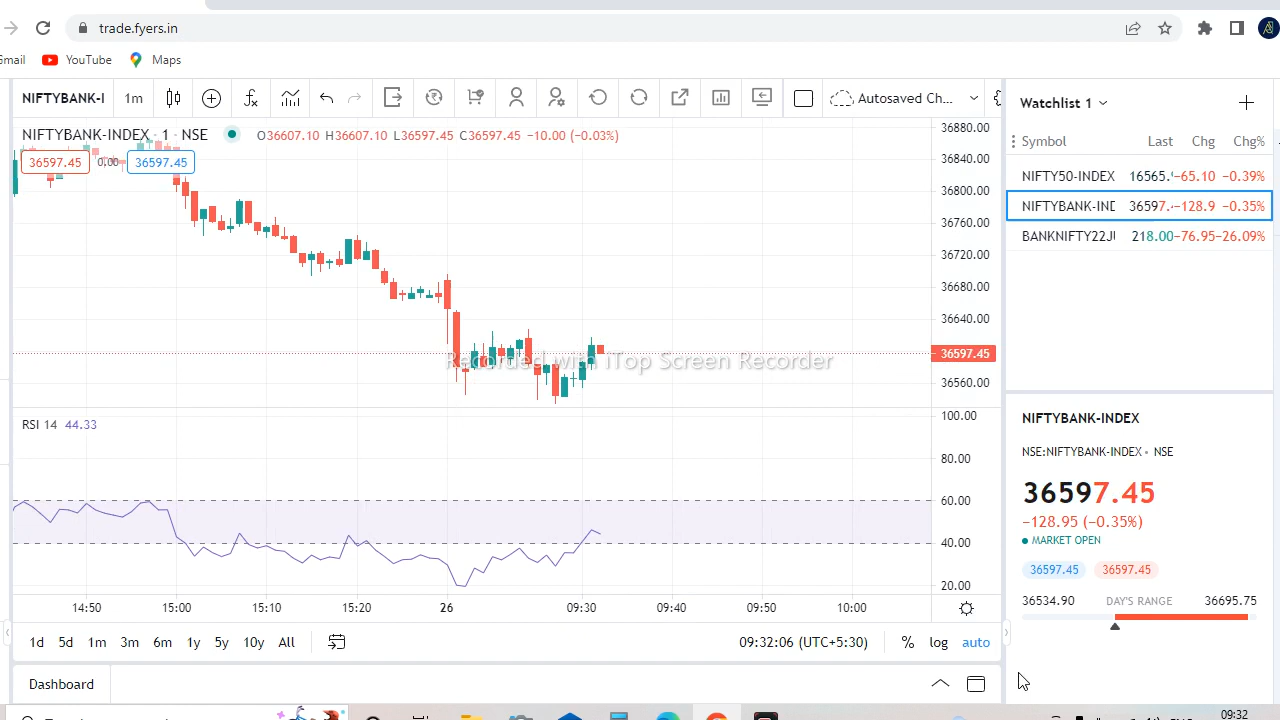 trade.fyers.in
Gmail YouTube Maps
NIFTYBANK-I 1m Autosaved Ch...
NIFTYBANK-INDEX · 1 · NSE O36607.10 H36607.10 L36597.45 C36597.45 −10.00 (−0.03%)
36597.45 0.00 36597.45
36880.00
36840.00
36800.00
36760.00
36720.00
36680.00
36640.00
36597.45
36560.00
Recorded with iTop Screen Recorder
RSI 14 44.33
100.00
80.00
60.00
40.00
20.00
14:50 15:00 15:10 15:20 26 09:30 09:40 09:50 10:00
1d 5d 1m 3m 6m 1y 5y 10y All 09:32:06 (UTC+5:30) % log auto
Dashboard
Watchlist 1
Symbol Last Chg Chg%
NIFTY50-INDEX 16565. −65.10 −0.39%
NIFTYBANK-IND 36597. −128.9 −0.35%
BANKNIFTY22JU 218.00 −76.95 −26.09%
NIFTYBANK-INDEX
NSE:NIFTYBANK-INDEX • NSE
36597.45
−128.95 (−0.35%)
MARKET OPEN
36597.45 36597.45
36534.90 DAY'S RANGE 36695.75
09:32